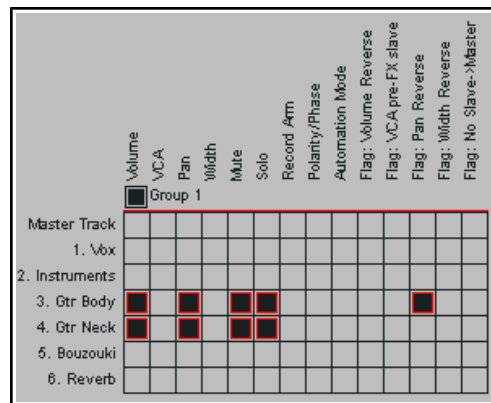 Volume
VCA
Pan
Width
Mute
Solo
Record Arm
Polarity/Phase
Automation Mode
Flag: Volume Reverse
Flag: VCA pre-FX slave
Flag: Pan Reverse
Flag: Width Reverse
Flag: No Slave->Master
Group 1
Master Track
1. Vox
2. Instruments
3. Gtr Body
4. Gtr Neck
5. Bouzouki
6. Reverb